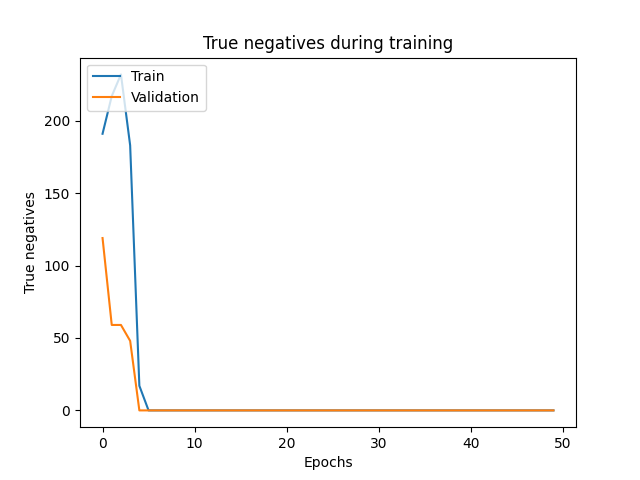 True negatives during training
Train
Validation
True negatives
200
150
100
50
0
0 10 20 30 40 50
Epochs